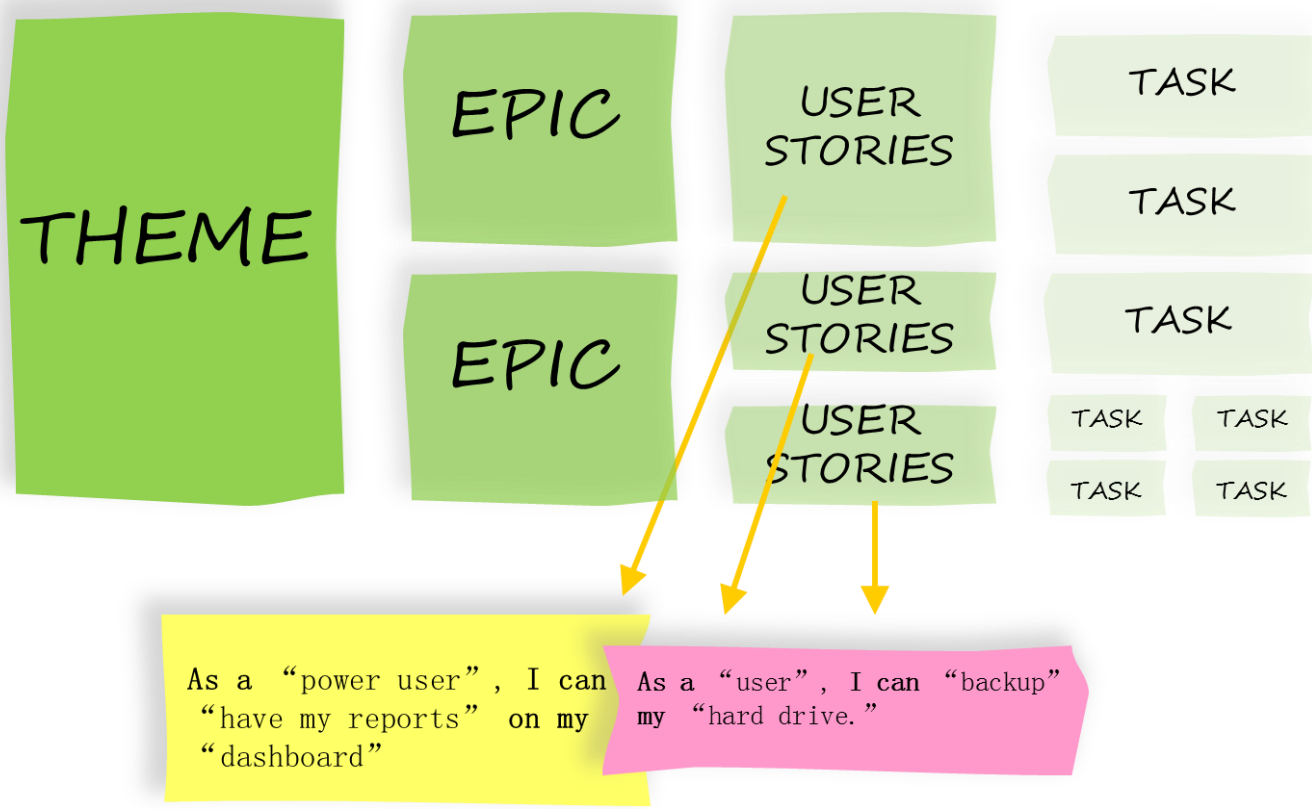 THEME
EPIC
EPIC
USER
STORIES
USER
STORIES
USER
STORIES
TASK
TASK
TASK
TASK
TASK
TASK
TASK
As a “power user”, I can
“have my reports” on my
“dashboard”
As a “user”, I can “backup”
my “hard drive.”